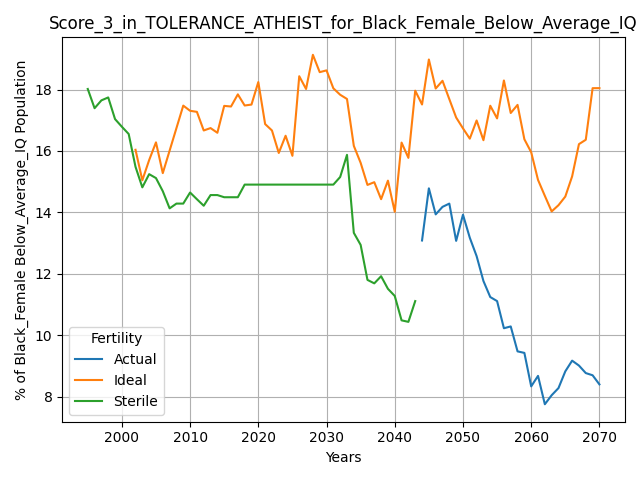 Score_3_in_TOLERANCE_ATHEIST_for_Black_Female_Below_Average_IQ
% of Black_Female Below_Average_IQ Population
18
16
14
12
10
8
Fertility
Actual
Ideal
Sterile
2000 2010 2020 2030 2040 2050 2060 2070
Years